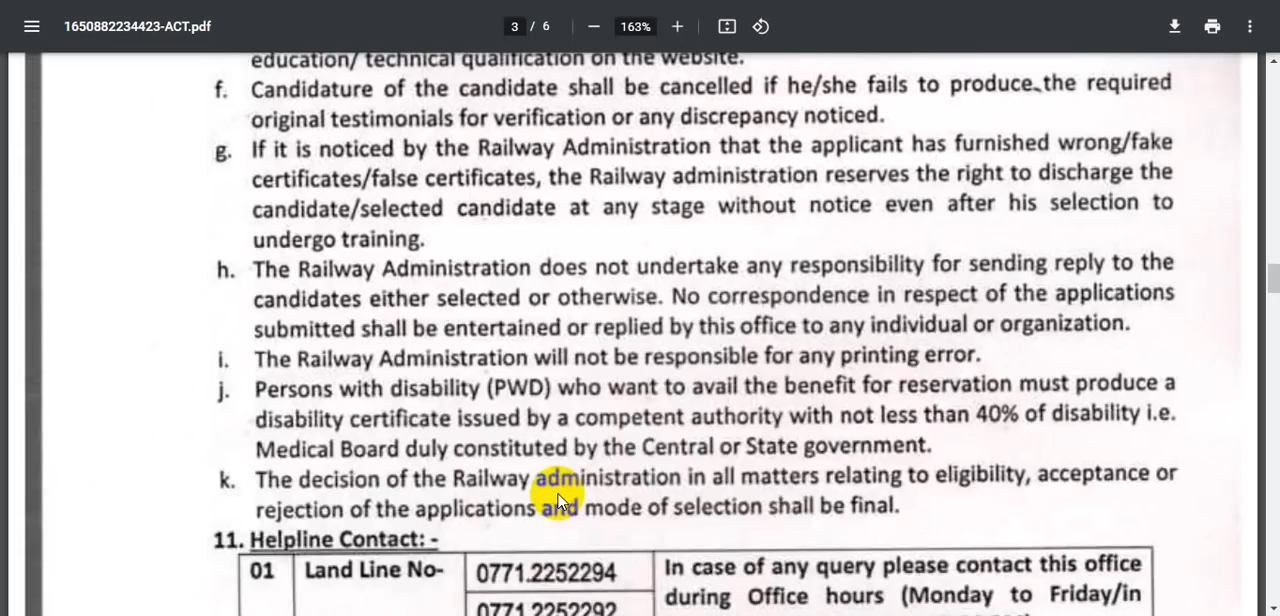 1650882234423-ACT.pdf
3 / 6
163%
education/ technical qualification on the website.
f. Candidature of the candidate shall be cancelled if he/she fails to produce the required
original testimonials for verification or any discrepancy noticed.
g. If it is noticed by the Railway Administration that the applicant has furnished wrong/fake
certificates/false certificates, the Railway administration reserves the right to discharge the
candidate/selected candidate at any stage without notice even after his selection to
undergo training.
h. The Railway Administration does not undertake any responsibility for sending reply to the
candidates either selected or otherwise. No correspondence in respect of the applications
submitted shall be entertained or replied by this office to any individual or organization.
i. The Railway Administration will not be responsible for any printing error.
j. Persons with disability (PWD) who want to avail the benefit for reservation must produce a
disability certificate issued by a competent authority with not less than 40% of disability i.e.
Medical Board duly constituted by the Central or State government.
k. The decision of the Railway administration in all matters relating to eligibility, acceptance or
rejection of the applications and mode of selection shall be final.
11. Helpline Contact: -
01 Land Line No- 0771.2252294 In case of any query please contact this office
0771.2252292 during Office hours (Monday to Friday/in